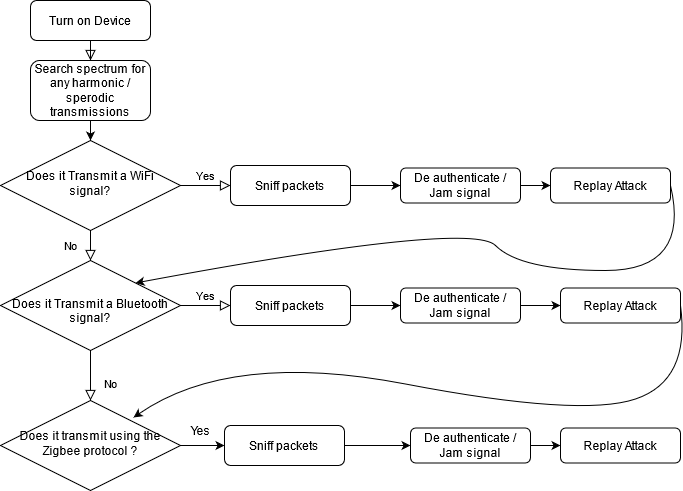 Turn on Device
Search spectrum for
any harmonic /
sperodic
transmissions
Does it Transmit a WiFi
signal?
Yes
Sniff packets
De authenticate /
Jam signal
Replay Attack
No
Does it Transmit a Bluetooth
signal?
Yes
Sniff packets
De authenticate /
Jam signal
Replay Attack
No
Does it transmit using the
Zigbee protocol ?
Yes
Sniff packets
De authenticate /
Jam signal
Replay Attack